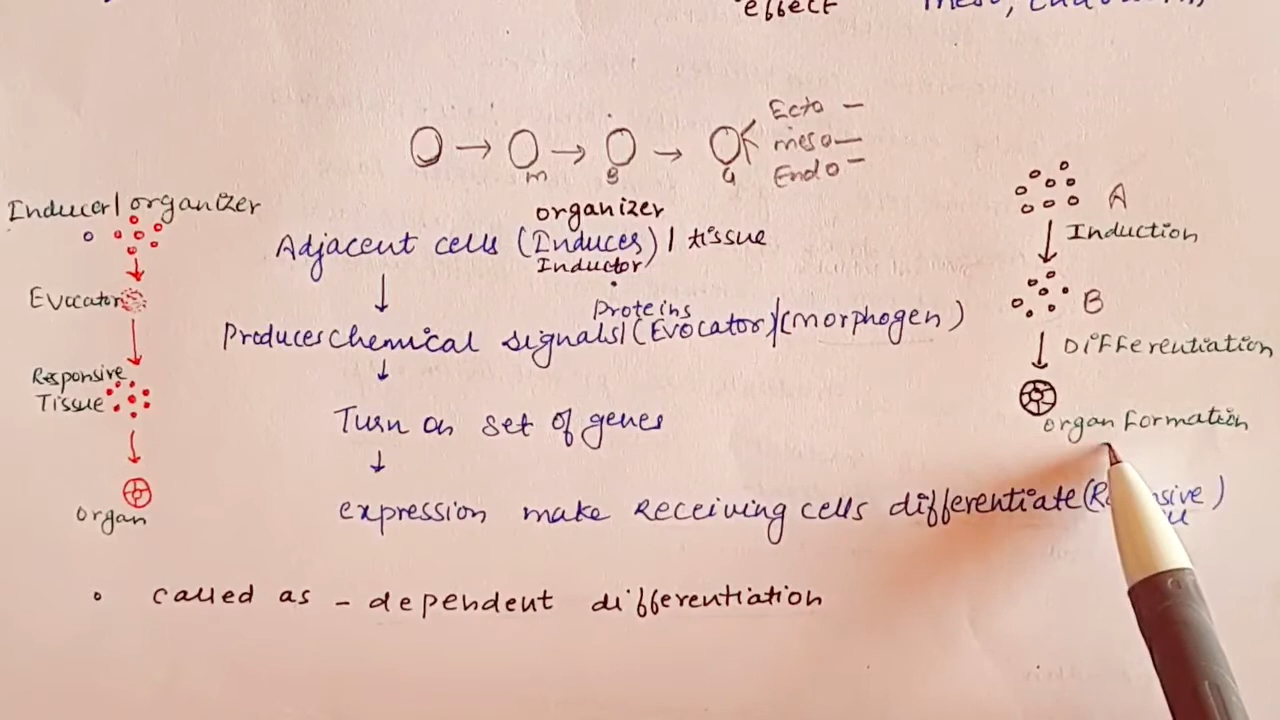 effect
Ecto -
meso-
Endo -
m B G
Inducer/organizer
organizer
Adjacent cells (Induces) / tissue
Inductor
Evocator
Proteins
Produces chemical signals/(Evocator)/(morphogen)
Responsive
Tissue
Turn on set of genes
organ
expression make Receiving cells differentiate
• called as - dependent differentiation
A
Induction
B
Differentiation
organ formation